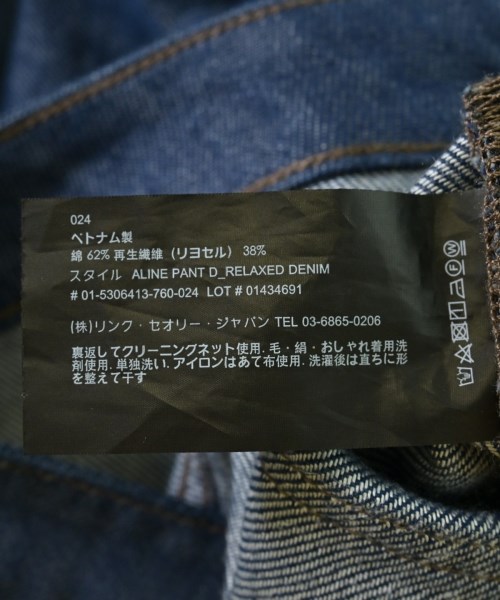 024
ベトナム製
綿 62% 再生繊維（リヨセル）38%
スタイル ALINE PANT D_RELAXED DENIM
# 01-5306413-760-024 LOT # 01434691
(株)リンク・セオリー・ジャパン TEL 03-6865-0206
裏返してクリーニングネット使用. 毛・絹・おしゃれ着用洗
剤使用. 単独洗い. アイロンはあて布使用. 洗濯後は直ちに形
を整えて干す